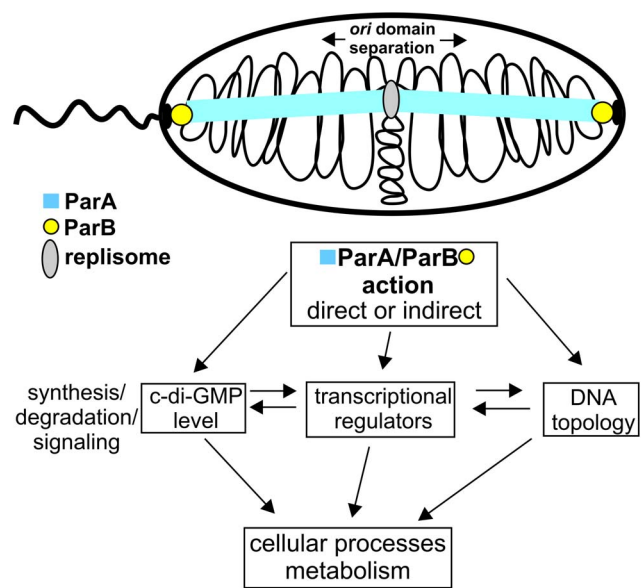 ori domain
separation
ParA
ParB
replisome
ParA/ParB
action
direct or indirect
synthesis/
degradation/
signaling
c-di-GMP
level
transcriptional
regulators
DNA
topology
cellular processes
metabolism